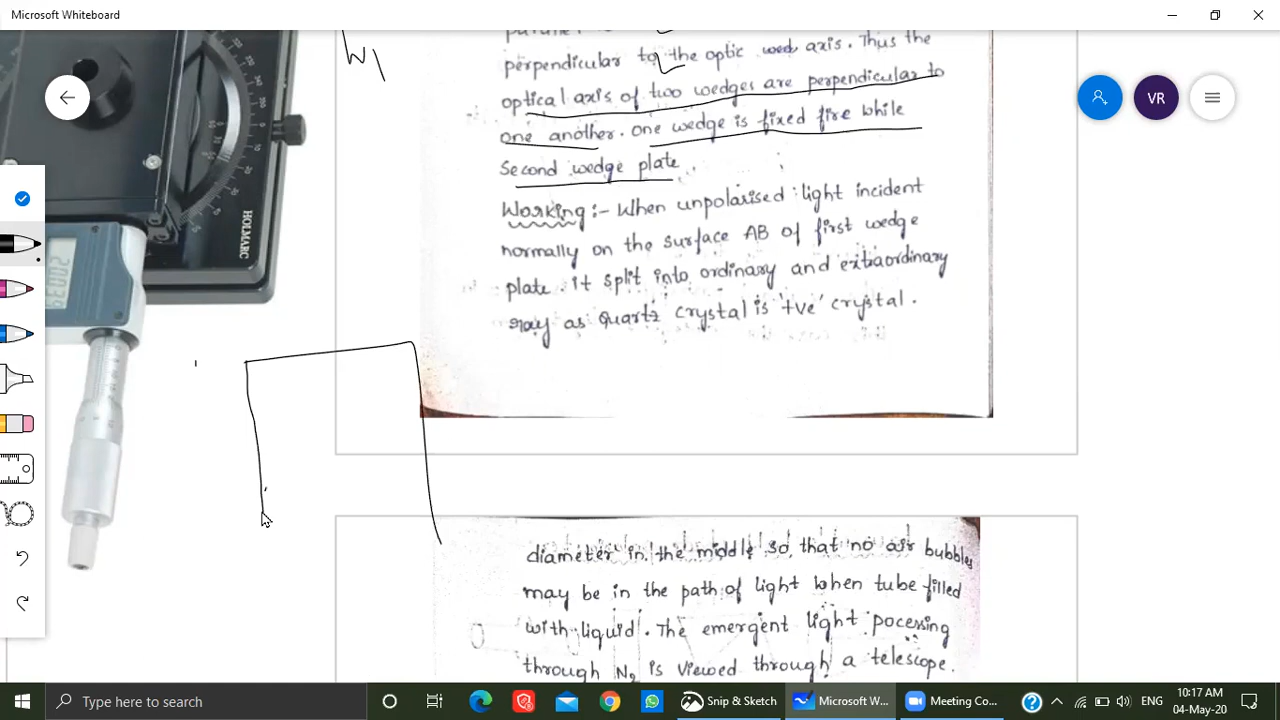 Microsoft Whiteboard
W1
perpendicular to the optic axis. Thus the
optical axis of two wedges are perpendicular to
one another. One wedge is fixed fire while
Second wedge plate
Working :- When unpolarised light incident
normally on the surface AB of first wedge
plate. it split into ordinary and extraordinary
ray as Quartz crystal is '+ve' crystal.
VR
HOLMARC
diameter in the middle so that no air bubbles
may be in the path of light when tube filled
with liquid. The emergent light pocessing
through N2 is viewed through a telescope.
Type here to search
Snip & Sketch
Microsoft W...
Meeting Co...
ENG
10:17 AM
04-May-20